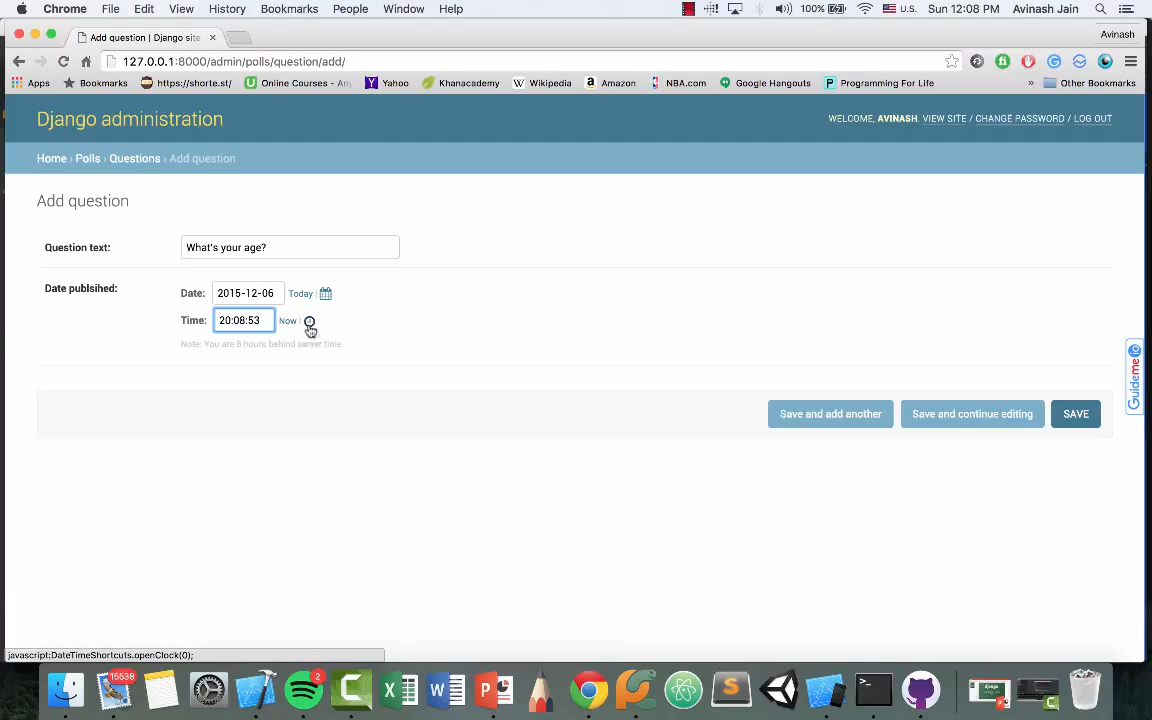 Chrome File Edit View History Bookmarks People Window Help 100% U.S. Sun 12:08 PM Avinash Jain
Add question | Django site Avinash
127.0.0.1:8000/admin/polls/question/add/
Apps Bookmarks https://shorte.st/ Online Courses - An Yahoo Khanacademy Wikipedia Amazon NBA.com Google Hangouts Programming For Life » Other Bookmarks
Django administration
WELCOME, AVINASH. VIEW SITE / CHANGE PASSWORD / LOG OUT
Home › Polls › Questions › Add question
Add question
Question text: What's your age?
Date publsihed:
Date: 2015-12-06 Today |
Time: 20:08:53 Now |
Note: You are 8 hours behind server time.
Guideme
Save and add another Save and continue editing SAVE
javascript:DateTimeShortcuts.openClock(0);
15538
2